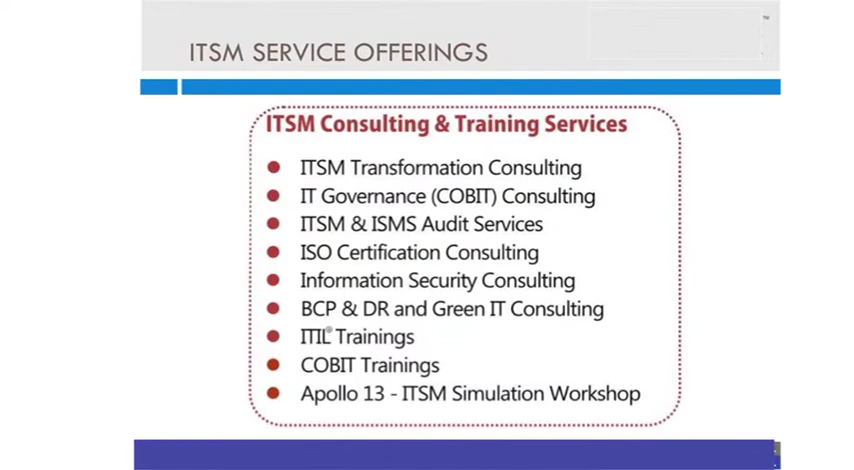 ™
ITSM SERVICE OFFERINGS
ITSM Consulting & Training Services
ITSM Transformation Consulting
IT Governance (COBIT) Consulting
ITSM & ISMS Audit Services
ISO Certification Consulting
Information Security Consulting
BCP & DR and Green IT Consulting
ITIL® Trainings
COBIT Trainings
Apollo 13 - ITSM Simulation Workshop